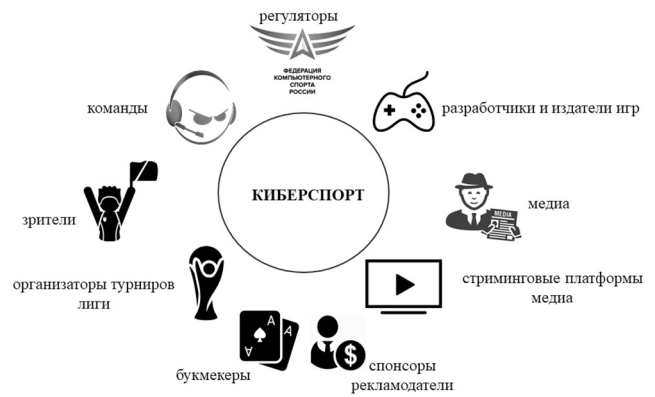 регуляторы
ФЕДЕРАЦИЯ
КОМПЬЮТЕРНОГО
СПОРТА
РОССИИ
команды
разработчики и издатели игр
КИБЕРСПОРТ
MEDIA
медиа
зрители
организаторы турниров
лиги
стриминговые платформы
медиа
A
A
A
букмекеры
$
спонсоры
рекламодатели